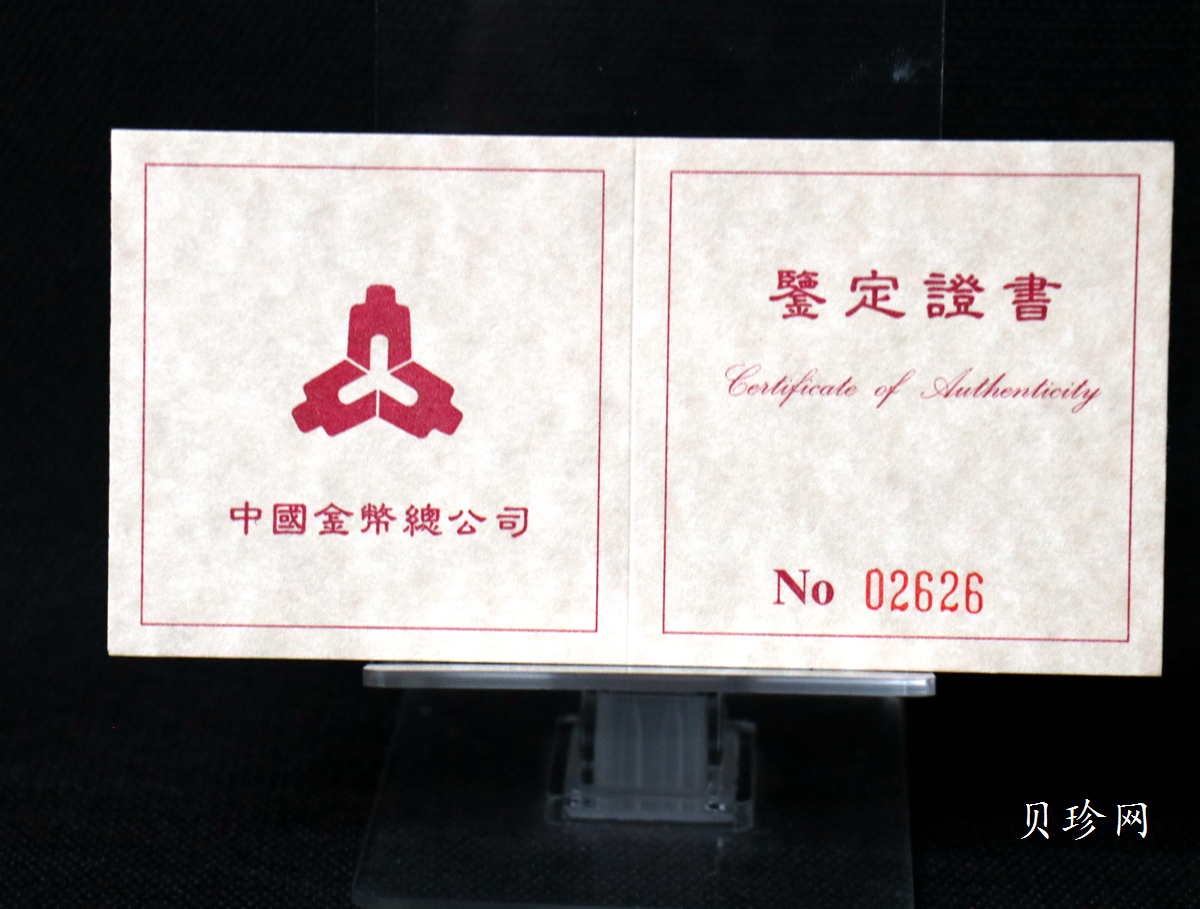 中國金幣總公司
鑒定證書
Certificate of Authenticity
No 02626
贝珍网